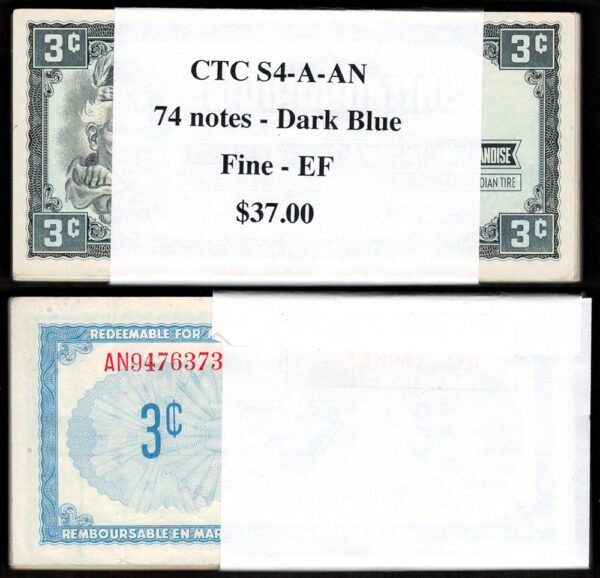 3¢ 3¢
CTC S4-A-AN
74 notes - Dark Blue
Fine - EF
$37.00
DIAN TIRE
3¢ 3¢
REDEEMABLE FOR
AN9476373
3¢
REMBOURSABLE EN MAR